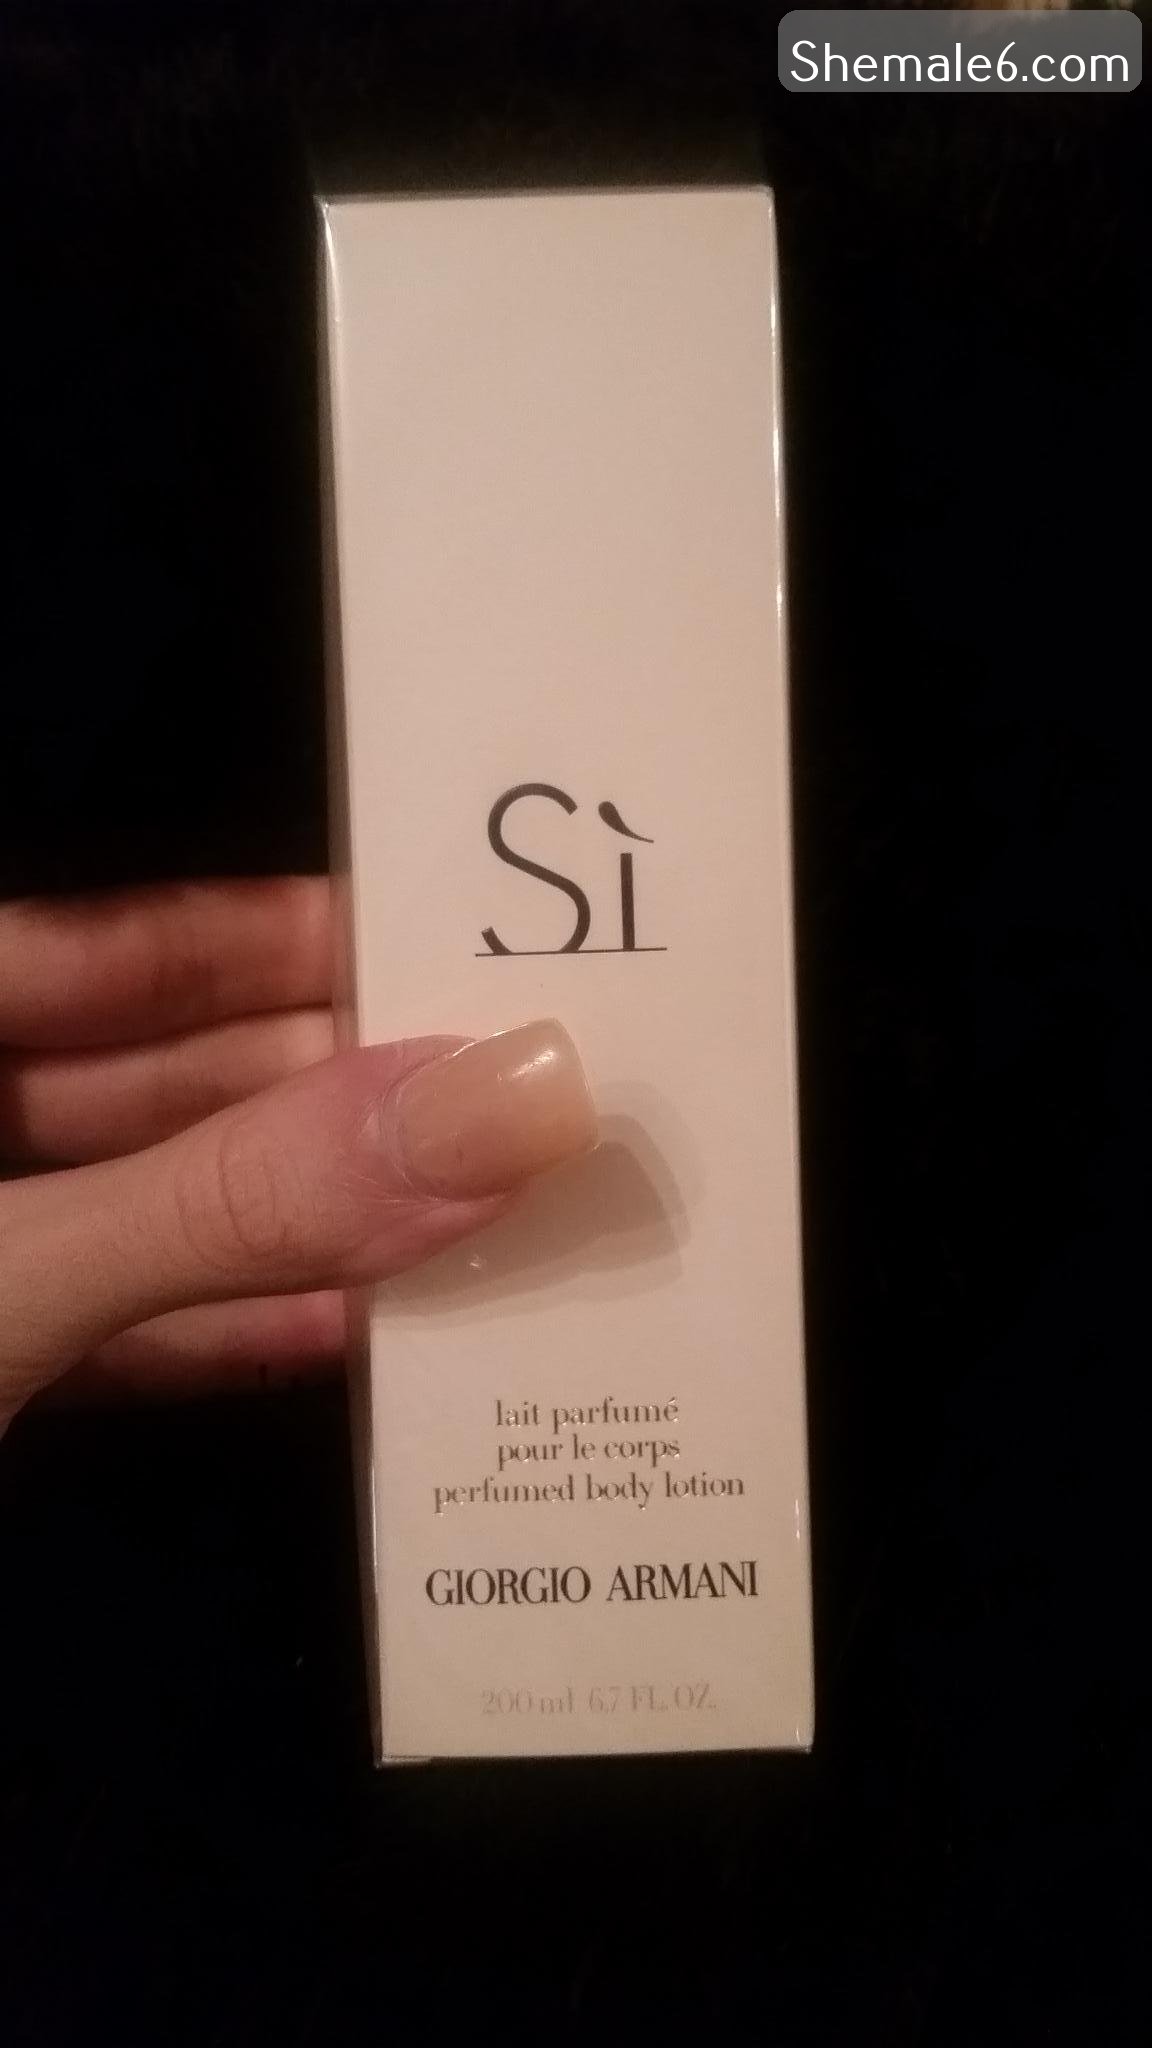 Shemale6.com
Sì
lait parfumé
pour le corps
perfumed body lotion
GIORGIO ARMANI
200 ml 6.7 FL. OZ.